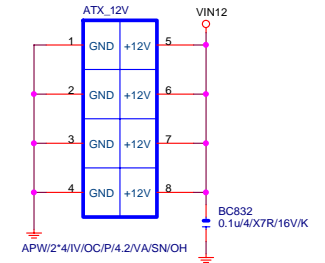 ATX_12V
VIN12
1 GND +12V 5
2 GND +12V 6
3 GND +12V 7
4 GND +12V 8
BC832
0.1u/4/X7R/16V/K
APW/2*4/IV/OC/P/4.2/VA/SN/OH